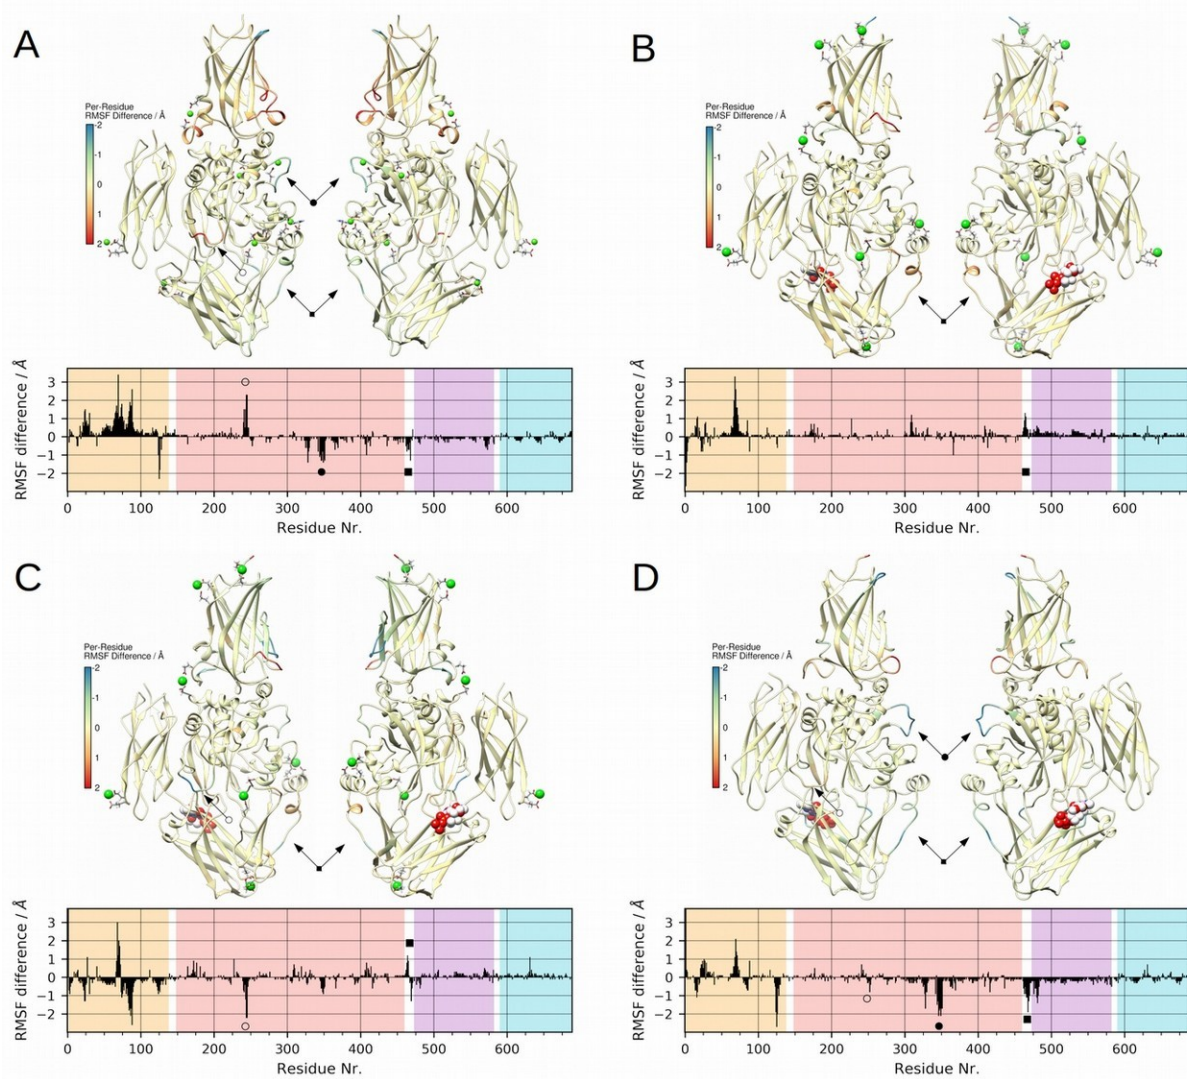 A
Per-Residue
RMSF Difference / Å
-2
-1
0
1
2
RMSF difference / Å
3
2
1
0
−1
−2
0 100 200 300 400 500 600
Residue Nr.
B
Per-Residue
RMSF Difference / Å
-2
-1
0
1
2
RMSF difference / Å
3
2
1
0
−1
−2
0 100 200 300 400 500 600
Residue Nr.
C
Per-Residue
RMSF Difference / Å
-2
-1
0
1
2
RMSF difference / Å
3
2
1
0
−1
−2
0 100 200 300 400 500 600
Residue Nr.
D
Per-Residue
RMSF Difference / Å
-2
-1
0
1
2
RMSF difference / Å
3
2
1
0
−1
−2
0 100 200 300 400 500 600
Residue Nr.